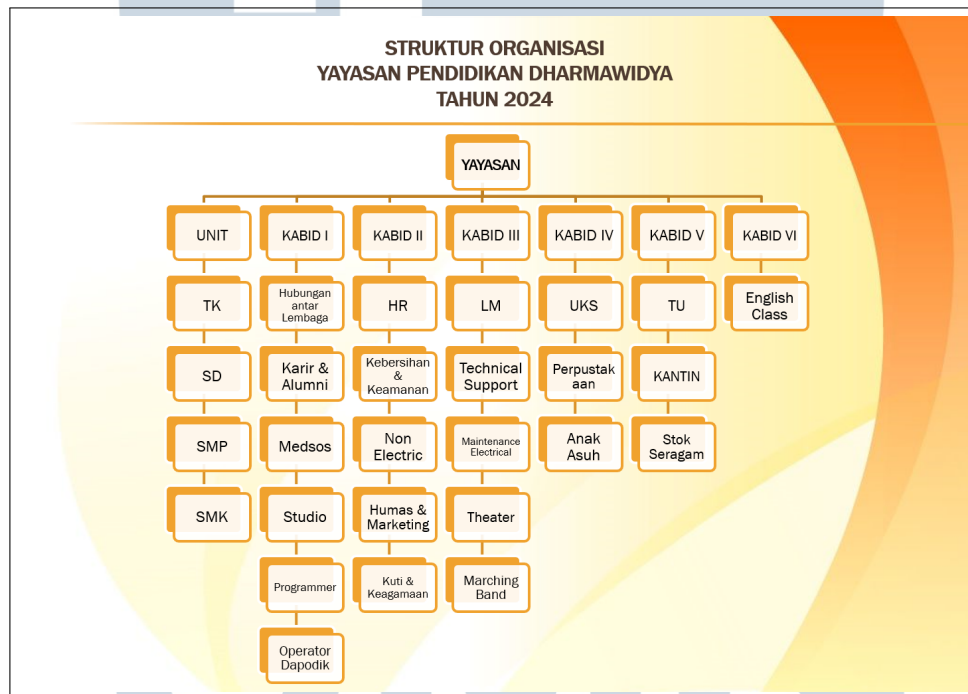 STRUKTUR ORGANISASI
YAYASAN PENDIDIKAN DHARMAWIDYA
TAHUN 2024
YAYASAN
UNIT
KABID I
KABID II
KABID III
KABID IV
KABID V
KABID VI
TK
Hubungan
antar
Lembaga
HR
LM
UKS
TU
English
Class
SD
Karir &
Alumni
Kebersihan
&
Keamanan
Technical
Support
Perpustak
aan
KANTIN
SMP
Medsos
Non
Electric
Maintenance
Electrical
Anak
Asuh
Stok
Seragam
SMK
Studio
Humas &
Marketing
Theater
Programmer
Kuti &
Keagamaan
Marching
Band
Operator
Dapodik